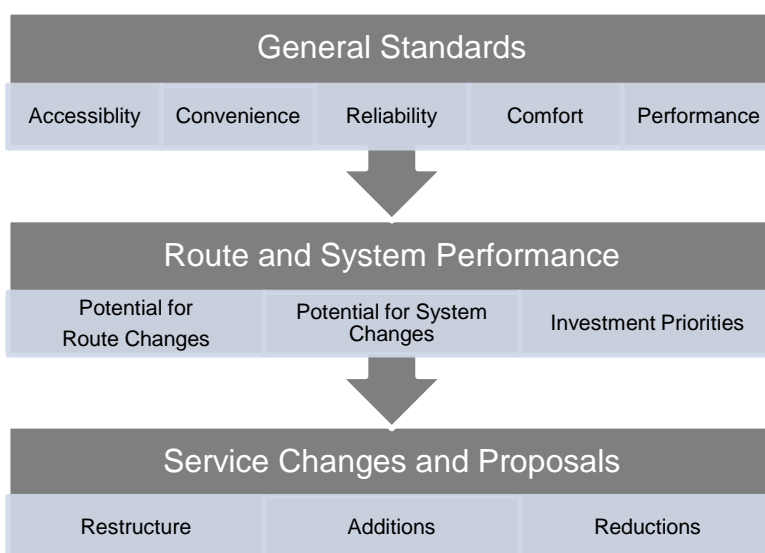 General Standards
Accessiblity Convenience Reliability Comfort Performance
Route and System Performance
Potential for
Route Changes
Potential for System
Changes
Investment Priorities
Service Changes and Proposals
Restructure Additions Reductions